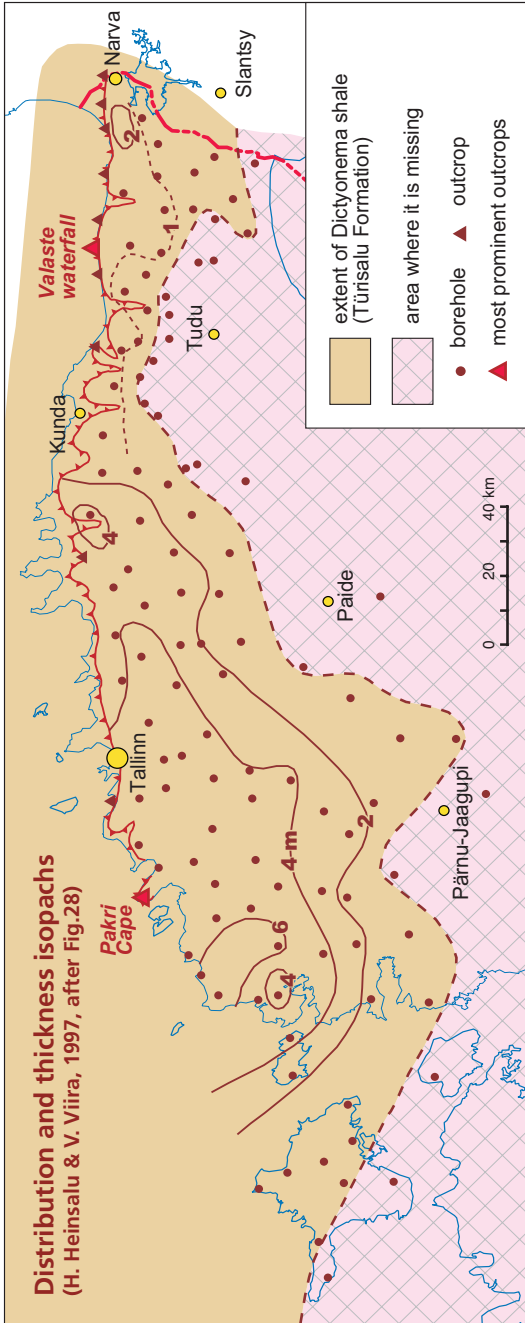 Distribution and thickness isopachs
(H. Heinsalu & V. Viira, 1997, after Fig.28)
Pakri
Cape
Tallinn
Kunda
Valaste
waterfall
Narva
Slantsy
Tudu
Paide
Pärnu-Jaagupi
4
6
4-m
2
4
1
2
0 20 40 km
extent of Dictyonema shale
(Türisalu Formation)
area where it is missing
borehole
outcrop
most prominent outcrops